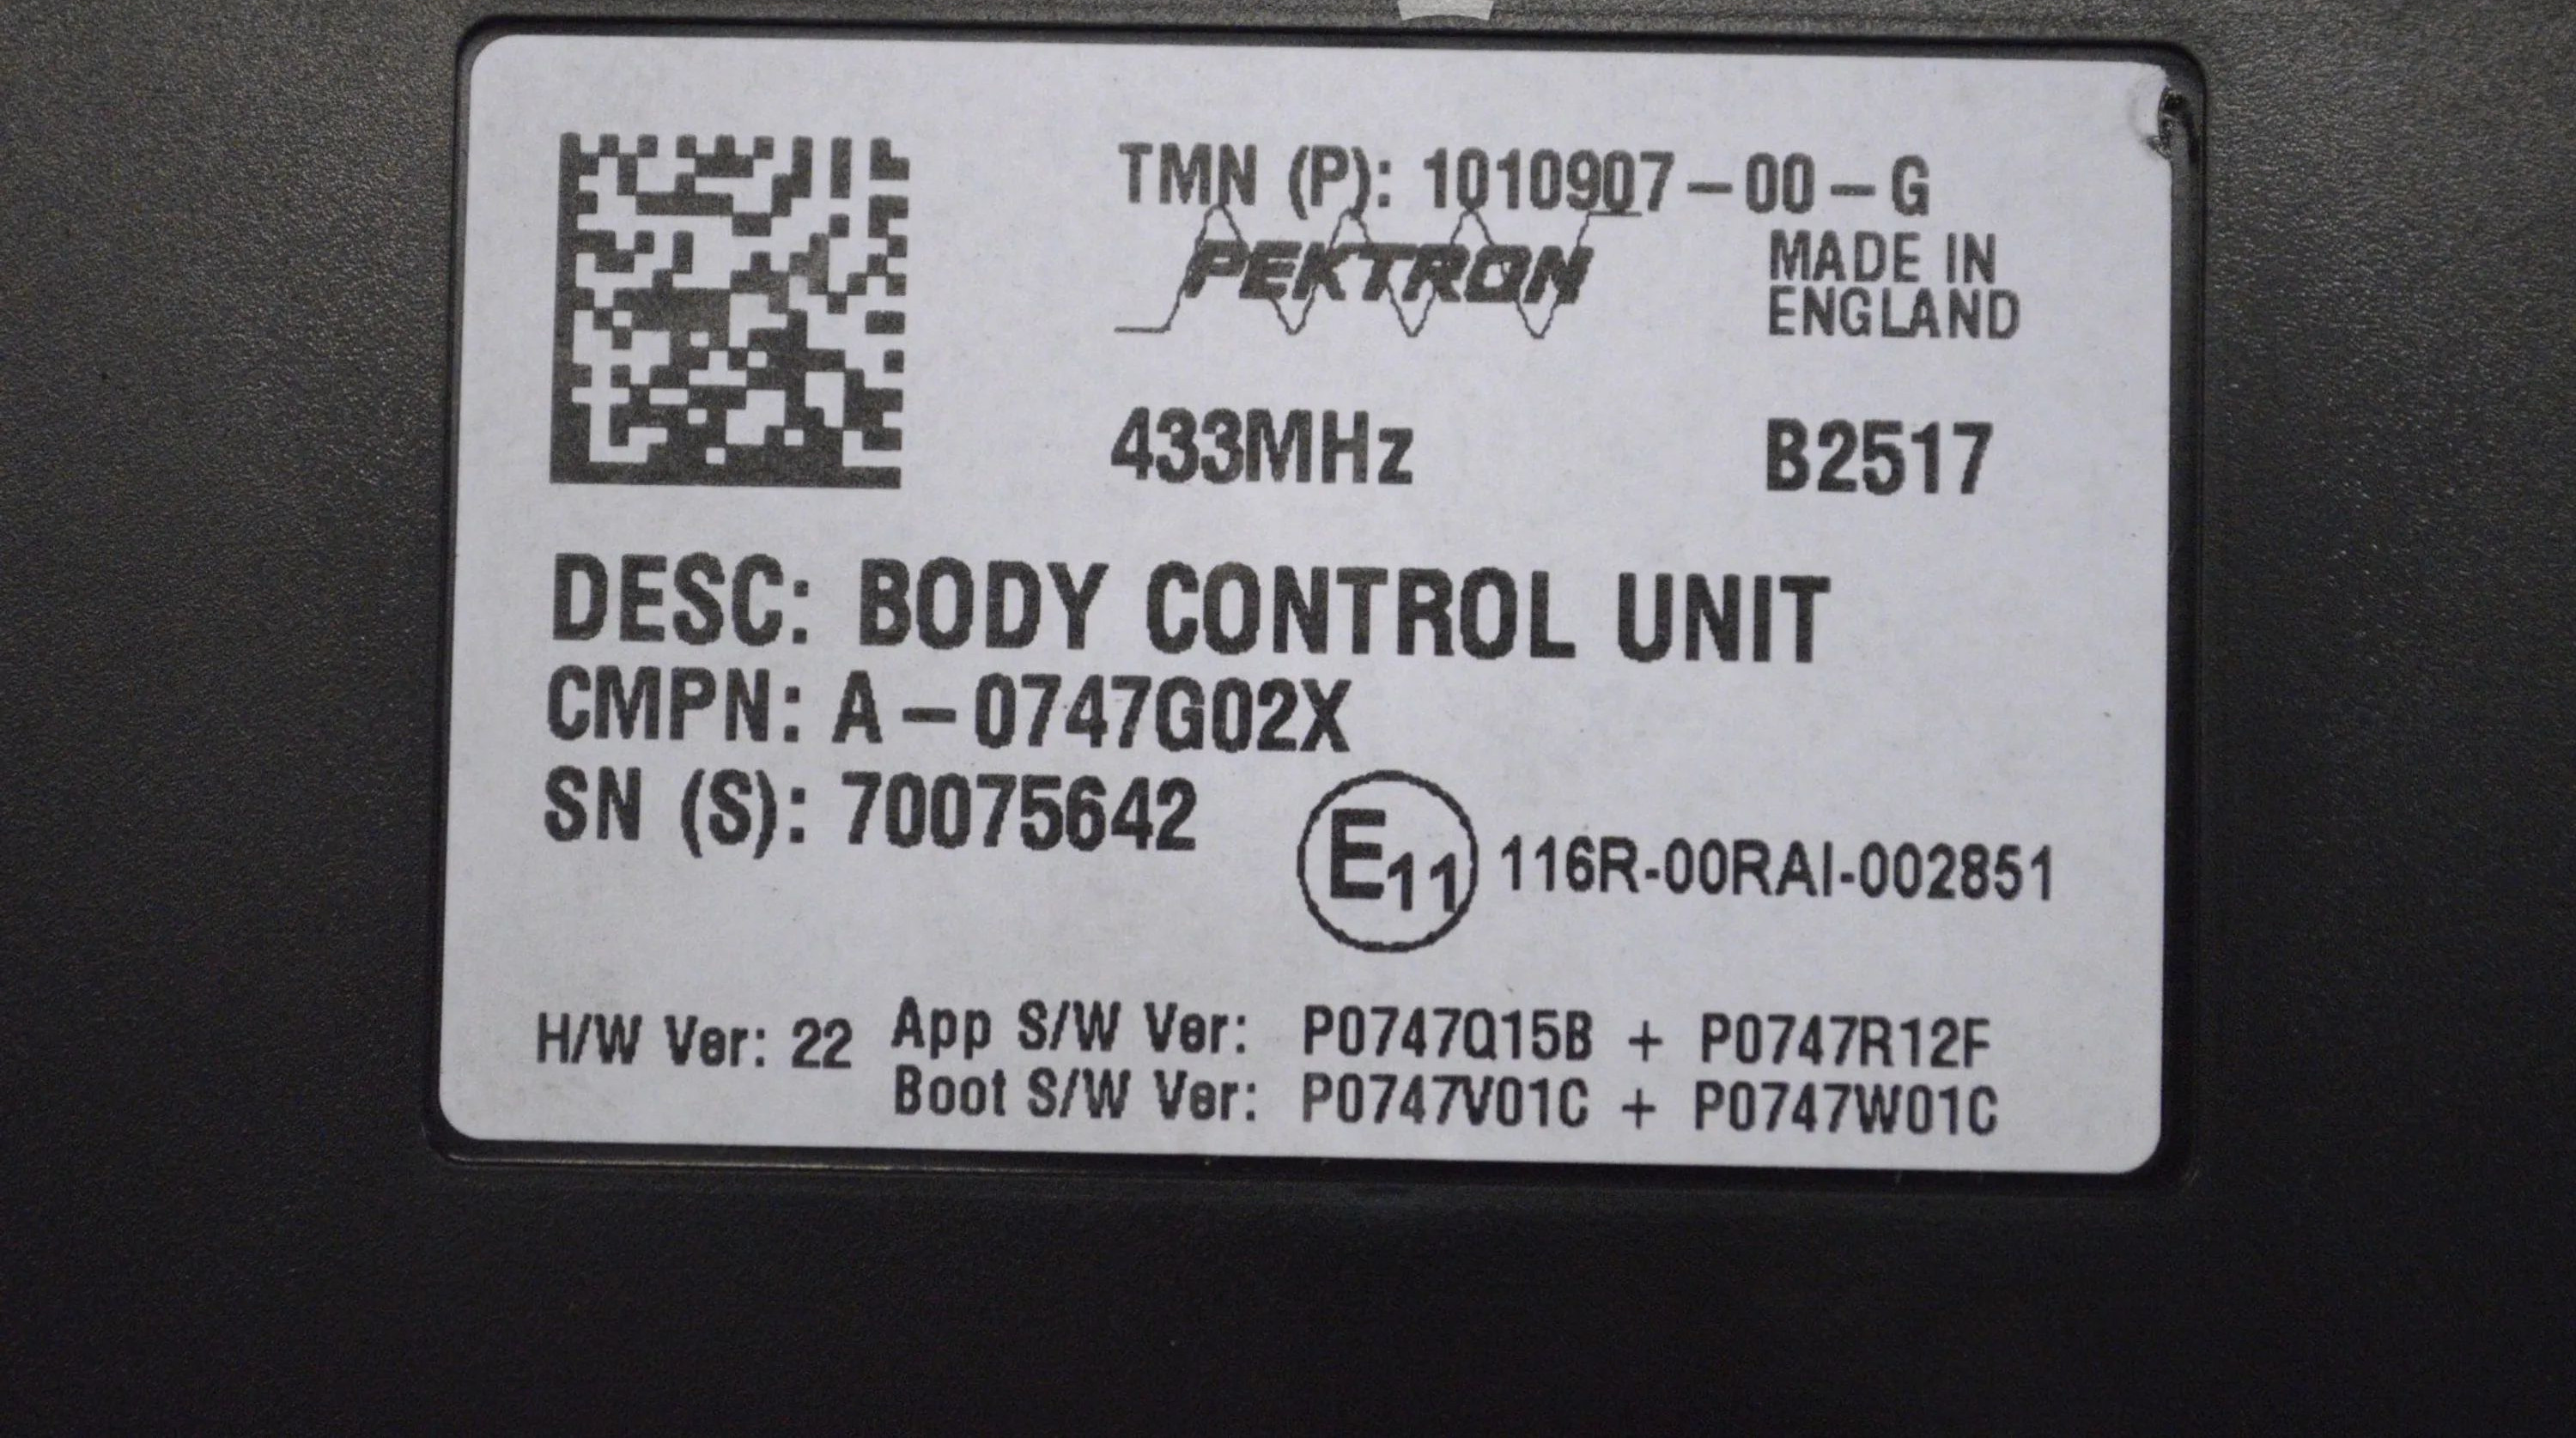 TMN (P): 1010907-00-G
PEKTRON
MADE IN
ENGLAND
433MHz
B2517
DESC: BODY CONTROL UNIT
CMPN: A-0747G02X
SN (S): 70075642
E11 116R-00RAI-002851
H/W Ver: 22 App S/W Ver: P0747Q15B + P0747R12F
Boot S/W Ver: P0747V01C + P0747W01C